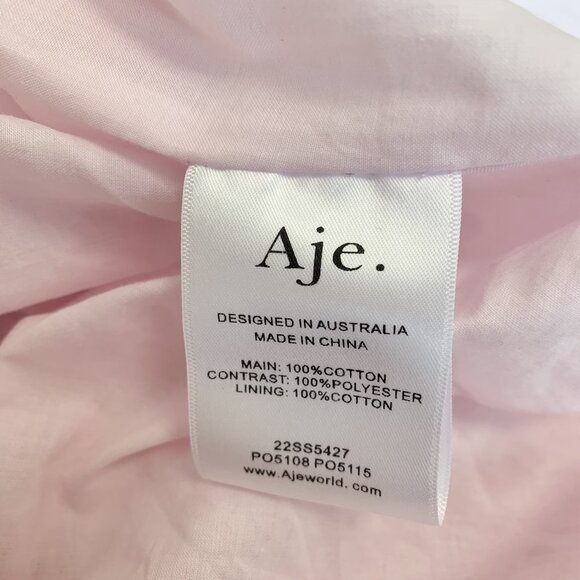 Aje.
DESIGNED IN AUSTRALIA
MADE IN CHINA
MAIN: 100%COTTON
CONTRAST: 100%POLYESTER
LINING: 100%COTTON
22SS5427
PO5108 PO5115
www.Ajeworld. com